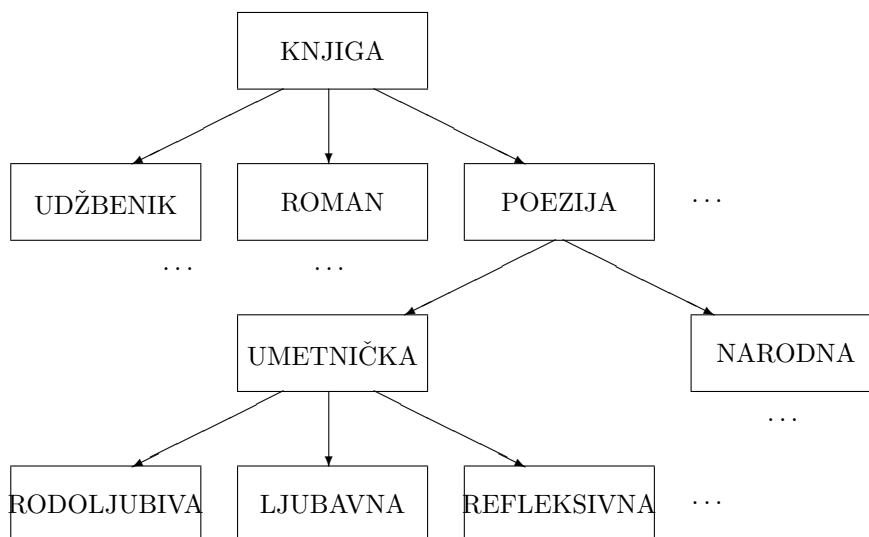 KNJIGA
UDŽBENIK ROMAN POEZIJA ...
... ...
UMETNIČKA NARODNA
...
RODOLJUBIVA LJUBAVNA REFLEKSIVNA ...